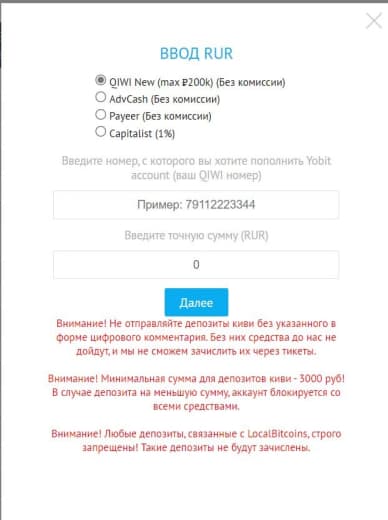 ВВОД RUR
QIWI New (max ₽200k) (Без комиссии)
AdvCash (Без комиссии)
Payeer (Без комиссии)
Capitalist (1%)
Введите номер, с которого вы хотите пополнить Yobit
account (ваш QIWI номер)
Пример: 79112223344
Введите точную сумму (RUR)
0
Далее
Внимание! Не отправляйте депозиты киви без указанного в
форме цифрового комментария. Без них средства до нас не
дойдут, и мы не сможем зачислить их через тикеты.
Внимание! Минимальная сумма для депозитов киви - 3000 руб!
В случае депозита на меньшую сумму, аккаунт блокируется со
всеми средствами.
Внимание! Любые депозиты, связанные с LocalBitcoins, строго
запрещены! Такие депозиты не будут зачислены.